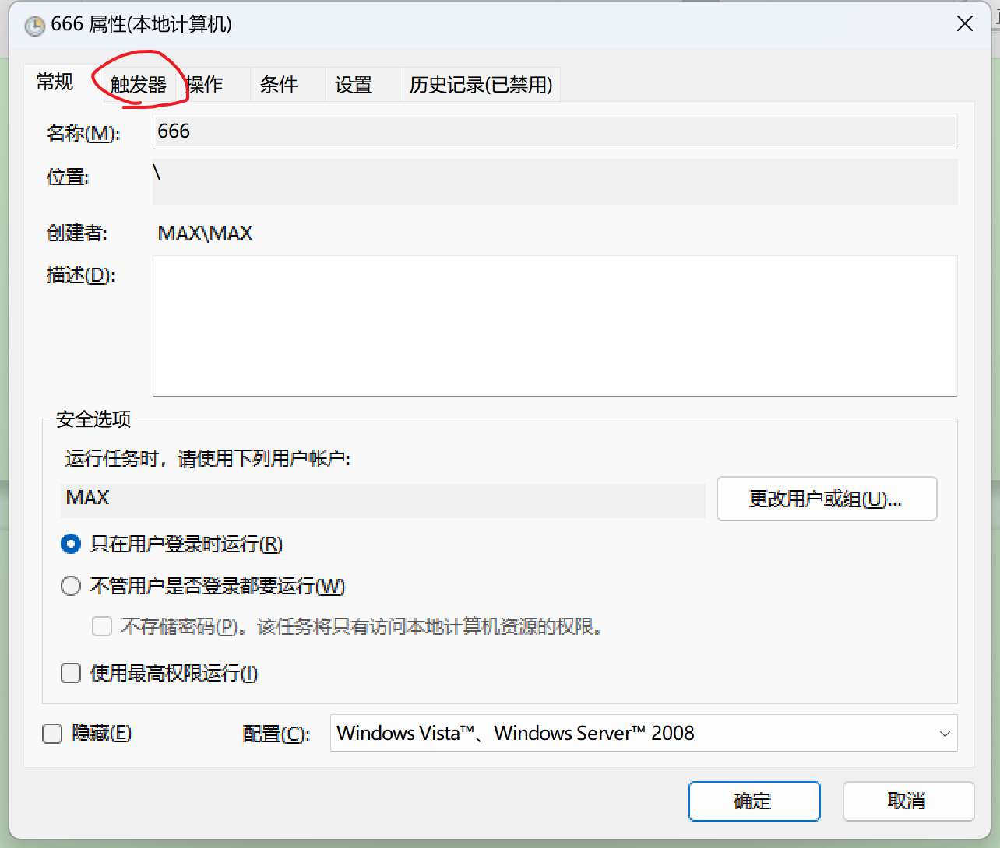 666 属性(本地计算机)
常规 触发器 操作 条件 设置 历史记录(已禁用)
名称(M): 666
位置: \
创建者: MAX\MAX
描述(D):
安全选项
运行任务时，请使用下列用户帐户:
MAX 更改用户或组(U)...
只在用户登录时运行(R)
不管用户是否登录都要运行(W)
不存储密码(P)。该任务将只有访问本地计算机资源的权限。
使用最高权限运行(I)
隐藏(E) 配置(C): Windows Vista™、Windows Server™ 2008
确定 取消